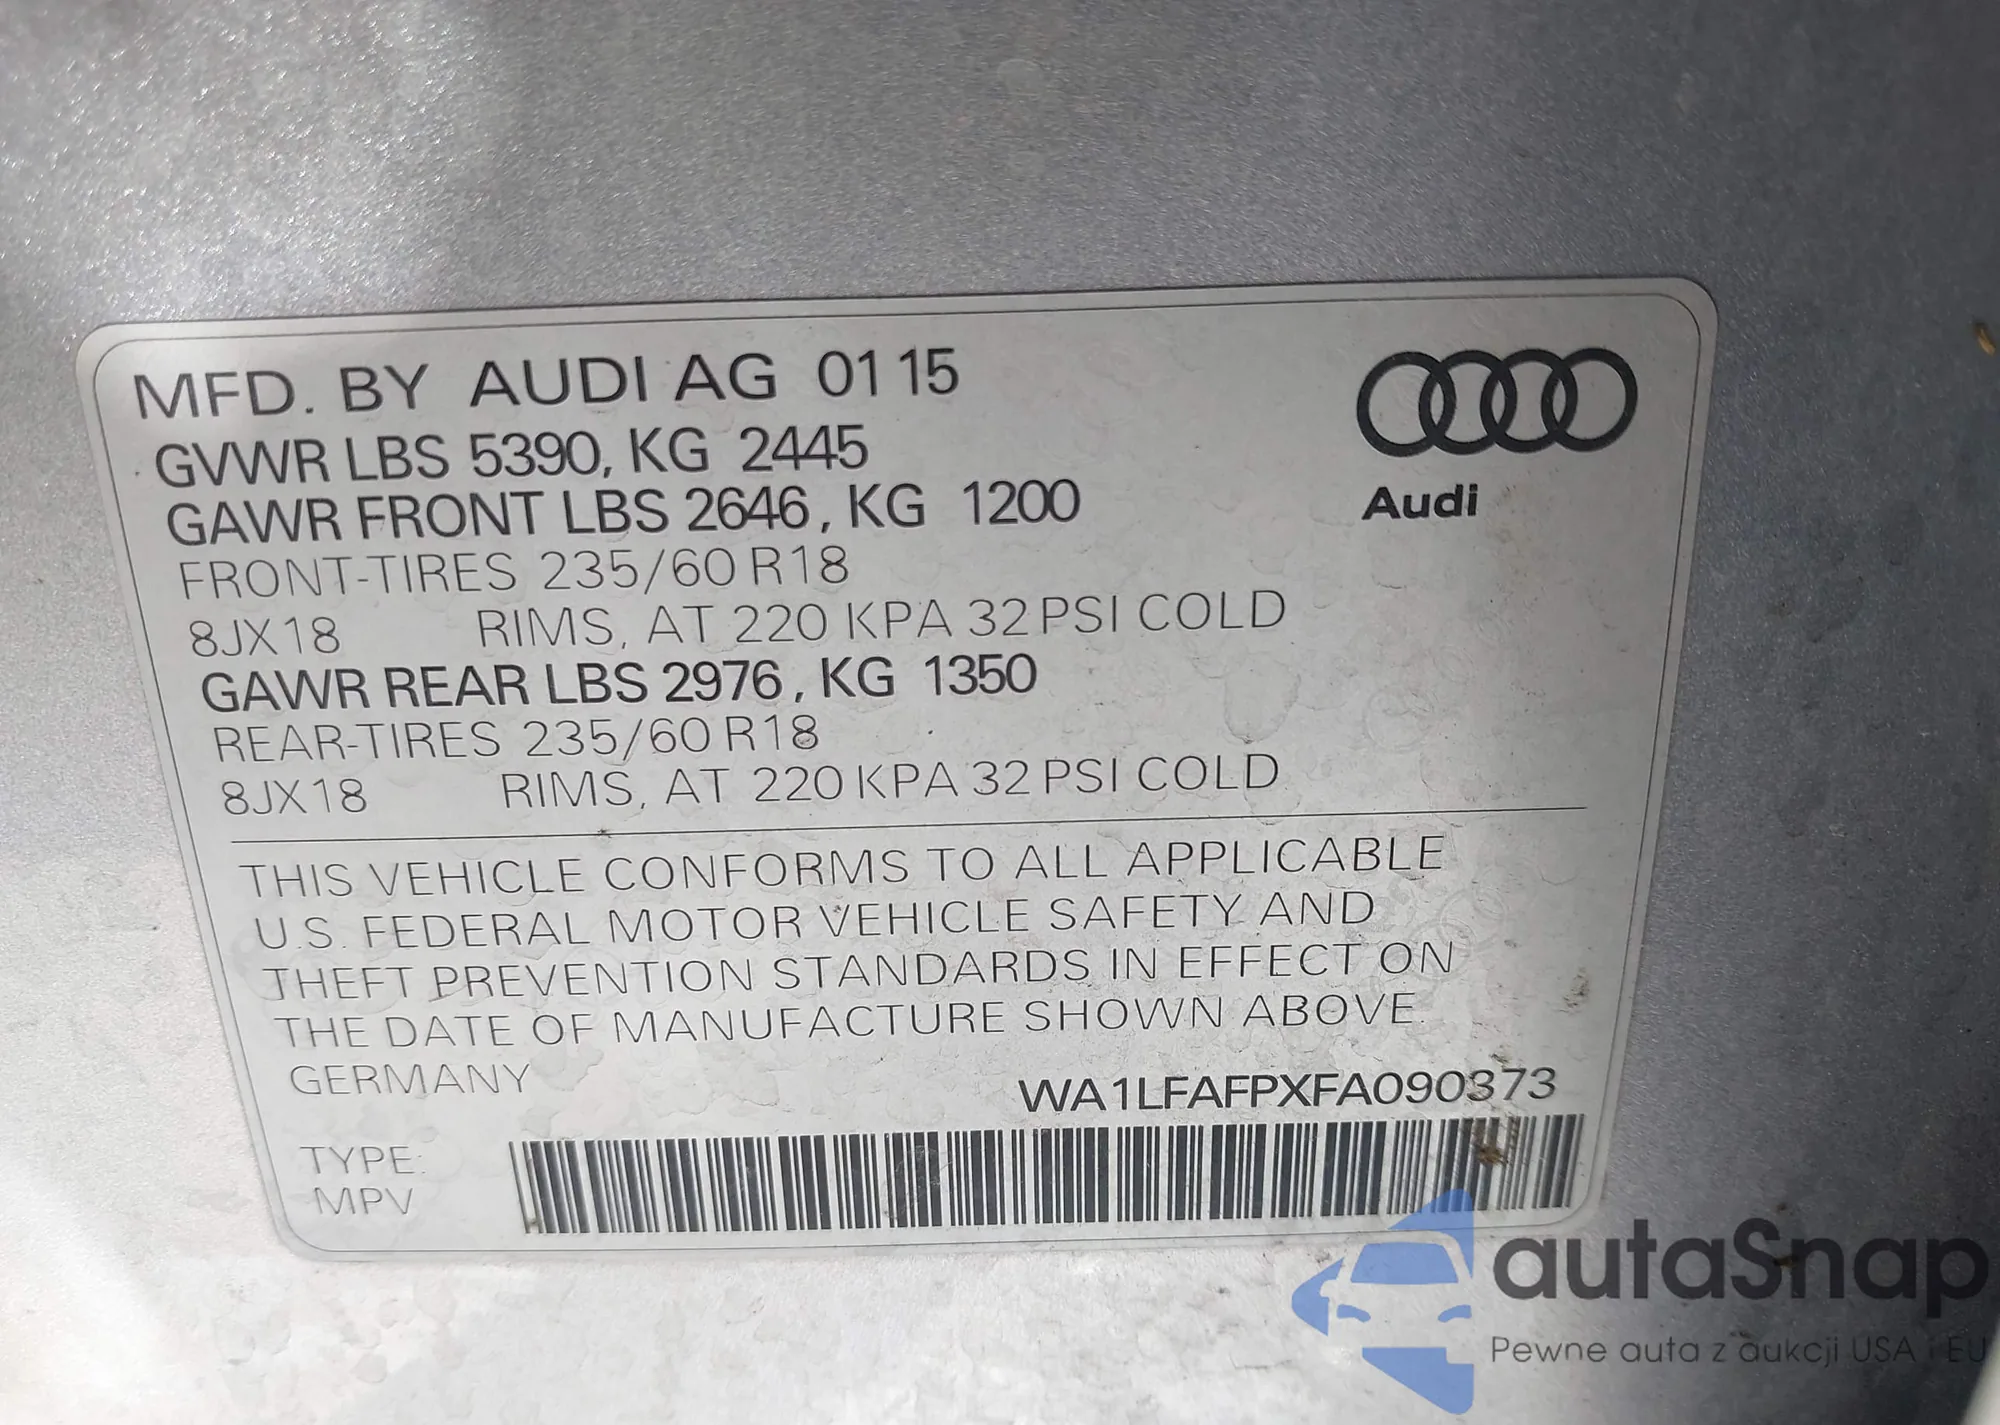 MFD. BY AUDI AG 01 15
GVWR LBS 5390, KG 2445
GAWR FRONT LBS 2646, KG 1200
FRONT-TIRES 235/60 R18
8JX18 RIMS, AT 220 KPA 32 PSI COLD
GAWR REAR LBS 2976, KG 1350
REAR-TIRES 235/60 R18
8JX18 RIMS, AT 220 KPA 32 PSI COLD
Audi
THIS VEHICLE CONFORMS TO ALL APPLICABLE
U.S. FEDERAL MOTOR VEHICLE SAFETY AND
THEFT PREVENTION STANDARDS IN EFFECT ON
THE DATE OF MANUFACTURE SHOWN ABOVE.
GERMANY
WA1LFAFPXFA090373
TYPE:
MPV
autaSnap
Pewne auta z aukcji USA i EU